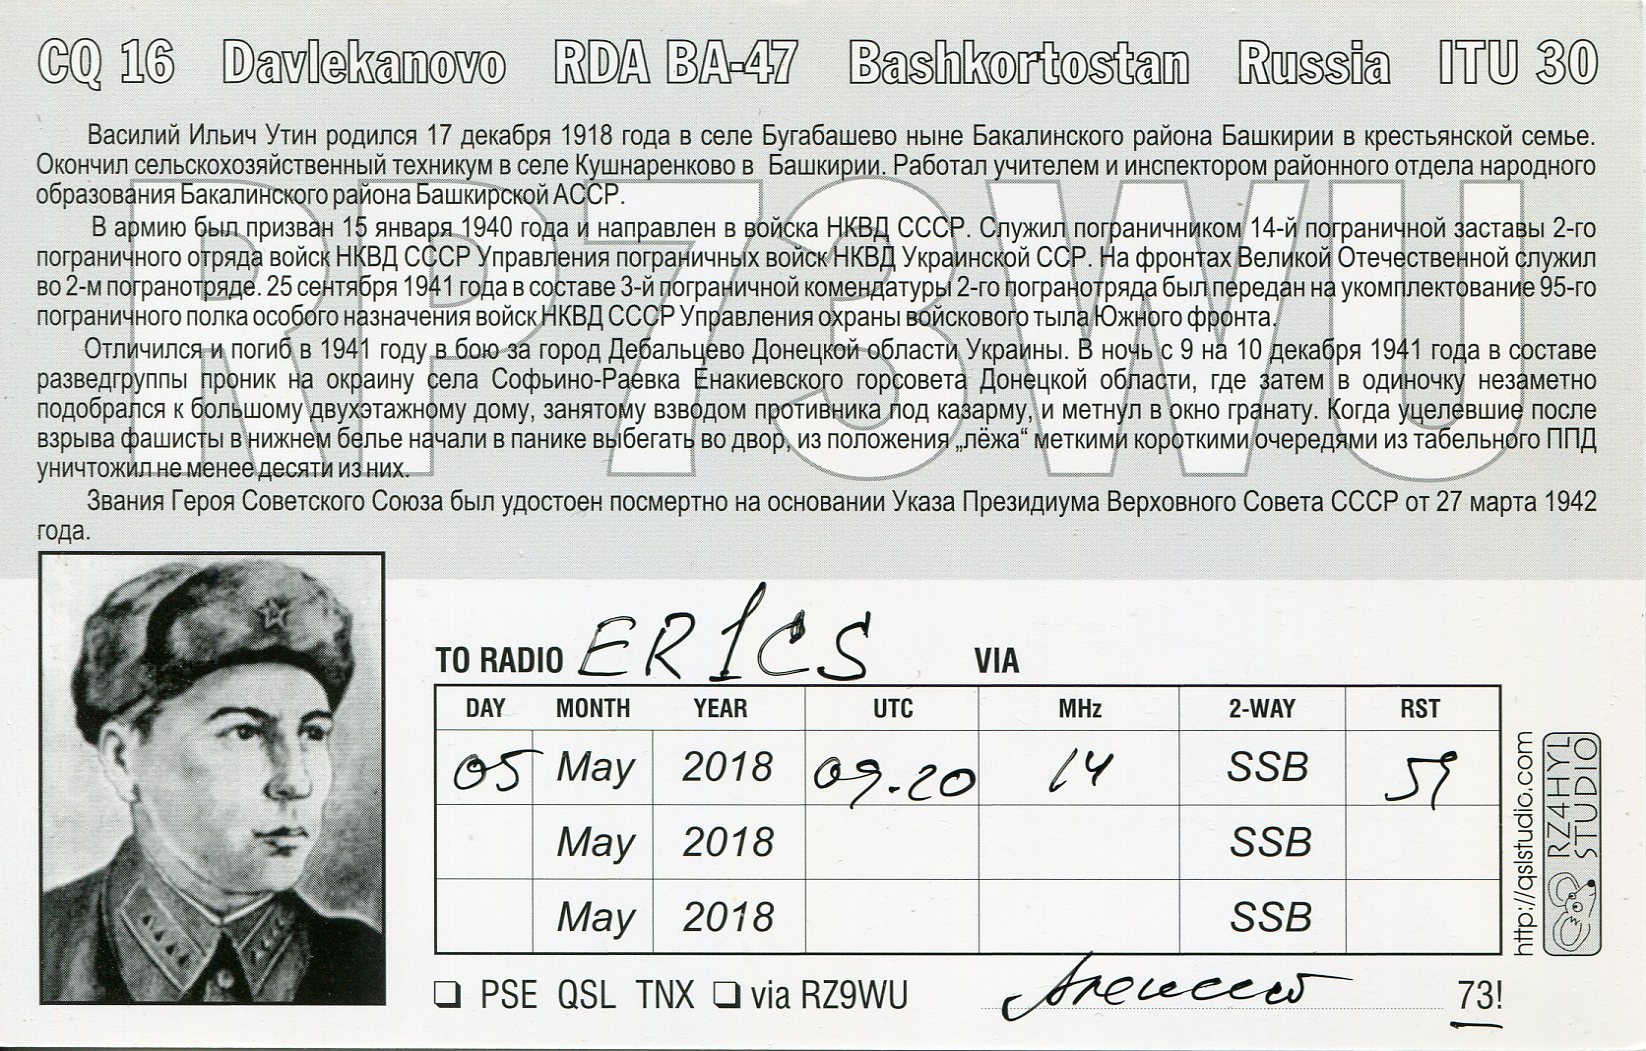 CQ 16 Davlekanovo RDA BA-47 Bashkortostan Russia ITU 30
RP73WU
Василий Ильич Утин родился 17 декабря 1918 года в селе Бугабашево ныне Бакалинского района Башкирии в крестьянской семье.
Окончил сельскохозяйственный техникум в селе Кушнаренково в Башкирии. Работал учителем и инспектором районного отдела народного
образования Бакалинского района Башкирской АССР.
В армию был призван 15 января 1940 года и направлен в войска НКВД СССР. Служил пограничником 14-й пограничной заставы 2-го
пограничного отряда войск НКВД СССР Управления пограничных войск НКВД Украинской ССР. На фронтах Великой Отечественной служил
во 2-м погранотряде. 25 сентября 1941 года в составе 3-й пограничной комендатуры 2-го погранотряда был передан на укомплектование 95-го
пограничного полка особого назначения войск НКВД СССР Управления охраны войскового тыла Южного фронта.
Отличился и погиб в 1941 году в бою за город Дебальцево Донецкой области Украины. В ночь с 9 на 10 декабря 1941 года в составе
разведгруппы проник на окраину села Софьино-Раевка Енакиевского горсовета Донецкой области, где затем в одиночку незаметно
подобрался к большому двухэтажному дому, занятому взводом противника под казарму, и метнул в окно гранату. Когда уцелевшие после
взрыва фашисты в нижнем белье начали в панике выбегать во двор, из положения „лёжа“ меткими короткими очередями из табельного ППД
уничтожил не менее десяти из них.
Звания Героя Советского Союза был удостоен посмертно на основании Указа Президиума Верховного Совета СССР от 27 марта 1942
года.
TO RADIO ER1CS VIA
DAY MONTH YEAR UTC MHz 2-WAY RST
05 May 2018 09.20 14 SSB 59
May 2018 SSB
May 2018 SSB
PSE QSL TNX via RZ9WU Алексей 73!
http://qslstudio.com
RZ4HYL
STUDIO